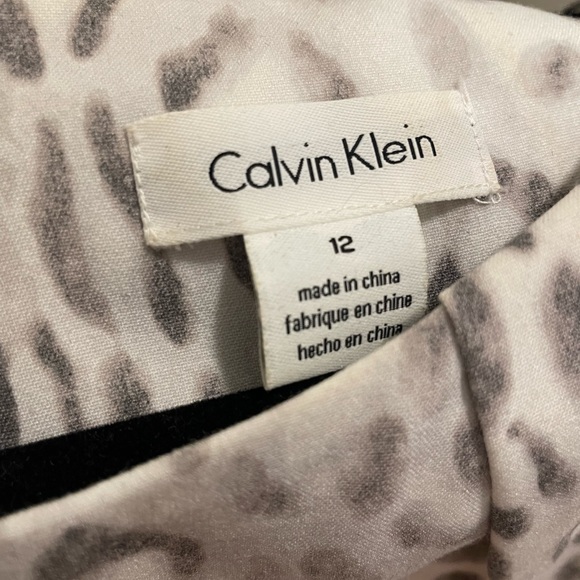 Calvin Klein
12
made in china
fabrique en chine
hecho en china